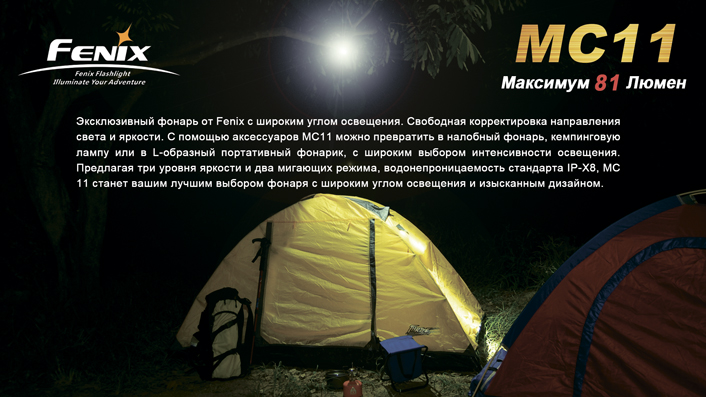 FENIX
Fenix Flashlight
Illuminate Your Adventure
MC11
Максимум 81 Люмен
Эксклюзивный фонарь от Fenix с широким углом освещения. Свободная корректировка направления
света и яркости. С помощью аксессуаров MC11 можно превратить в налобный фонарь, кемпинговую
лампу или в L-образный портативный фонарик, с широким выбором интенсивности освещения.
Предлагая три уровня яркости и два мигающих режима, водонепроницаемость стандарта IP-X8, MC
11 станет вашим лучшим выбором фонаря с широким углом освещения и изысканным дизайном.